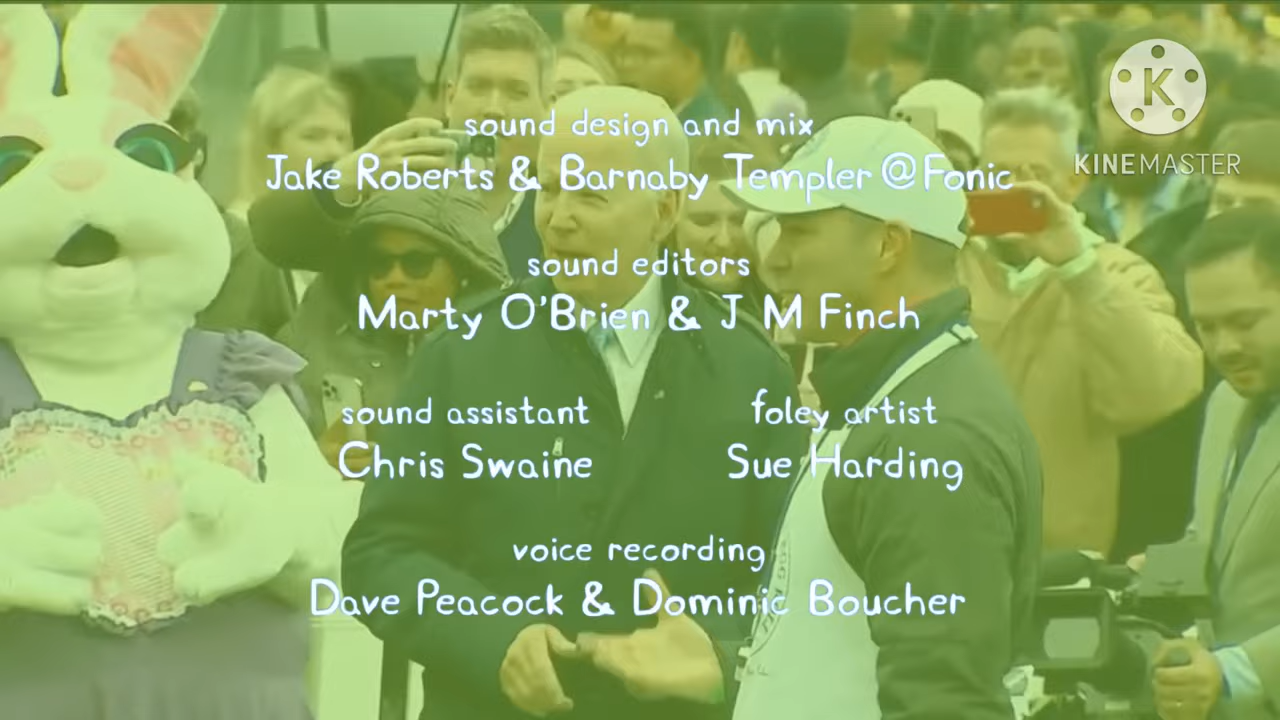 sound design and mix
Jake Roberts & Barnaby Templer @ Fonic
sound editors
Marty O'Brien & J M Finch
sound assistant
Chris Swaine
foley artist
Sue Harding
voice recording
Dave Peacock & Dominic Boucher
K
KINEMASTER